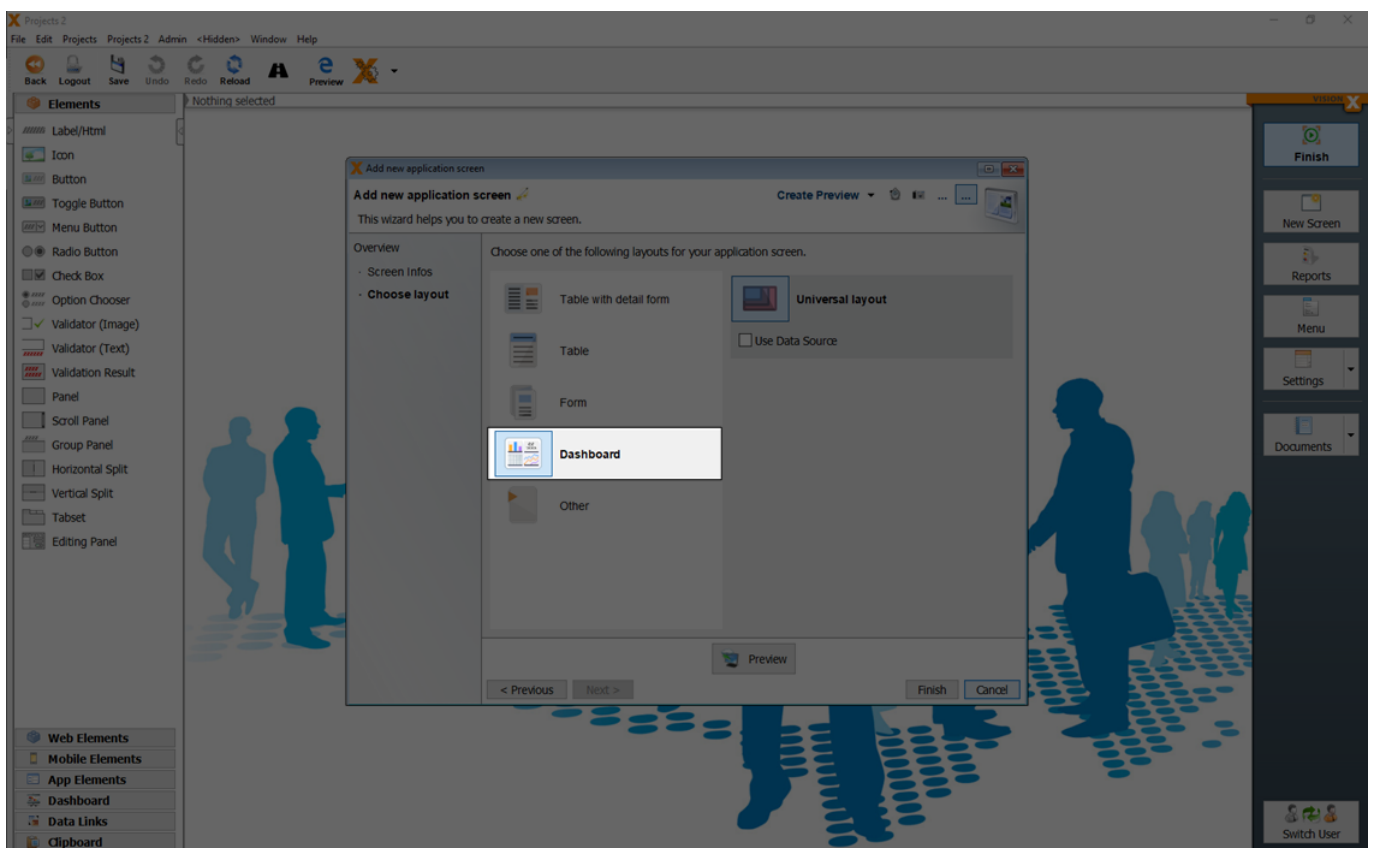 Projects 2
File Edit Projects Projects 2 Admin <Hidden> Window Help
Back Logout Save Undo Redo Reload Preview
Elements
Nothing selected
VISION X
Label/Html
Icon
Button
Toggle Button
Menu Button
Radio Button
Check Box
Option Chooser
Validator (Image)
Validator (Text)
Validation Result
Panel
Scroll Panel
Group Panel
Horizontal Split
Vertical Split
Tabset
Editing Panel
Web Elements
Mobile Elements
App Elements
Dashboard
Data Links
Clipboard
Add new application screen
Add new application screen
Create Preview
... ...
This wizard helps you to create a new screen.
Overview
· Screen Infos
· Choose layout
Choose one of the following layouts for your application screen.
Table with detail form
Table
Form
Dashboard
Other
Universal layout
Use Data Source
Preview
< Previous Next > Finish Cancel
Finish
New Screen
Reports
Menu
Settings
Documents
Switch User